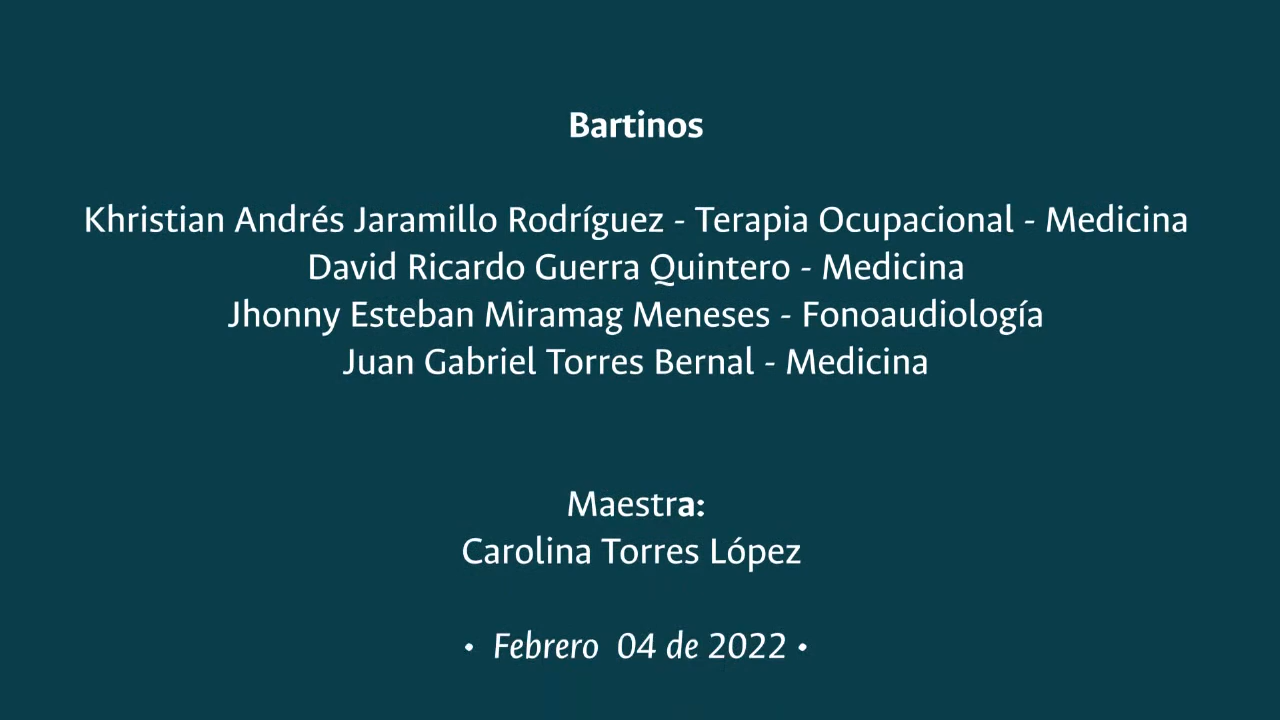 Bartinos
Khristian Andrés Jaramillo Rodríguez - Terapia Ocupacional - Medicina
David Ricardo Guerra Quintero - Medicina
Jhonny Esteban Miramag Meneses - Fonoaudiología
Juan Gabriel Torres Bernal - Medicina
Maestra:
Carolina Torres López
• Febrero 04 de 2022 •